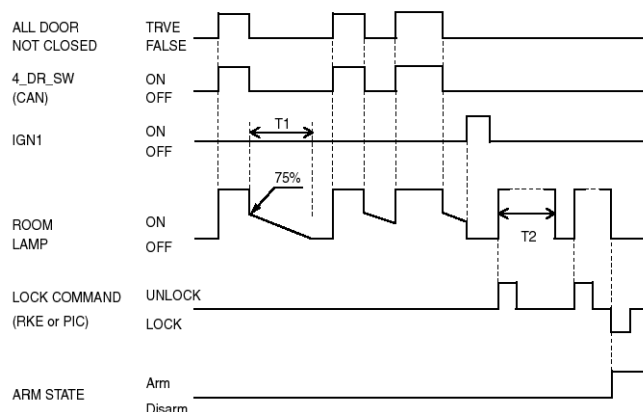 ALL DOOR TRVE
NOT CLOSED FALSE
4_DR_SW ON
(CAN) OFF
T1
IGN1 ON
OFF
75%
ROOM ON
LAMP OFF
T2
LOCK COMMAND UNLOCK
(RKE or PIC) LOCK
Arm
ARM STATE
Disarm